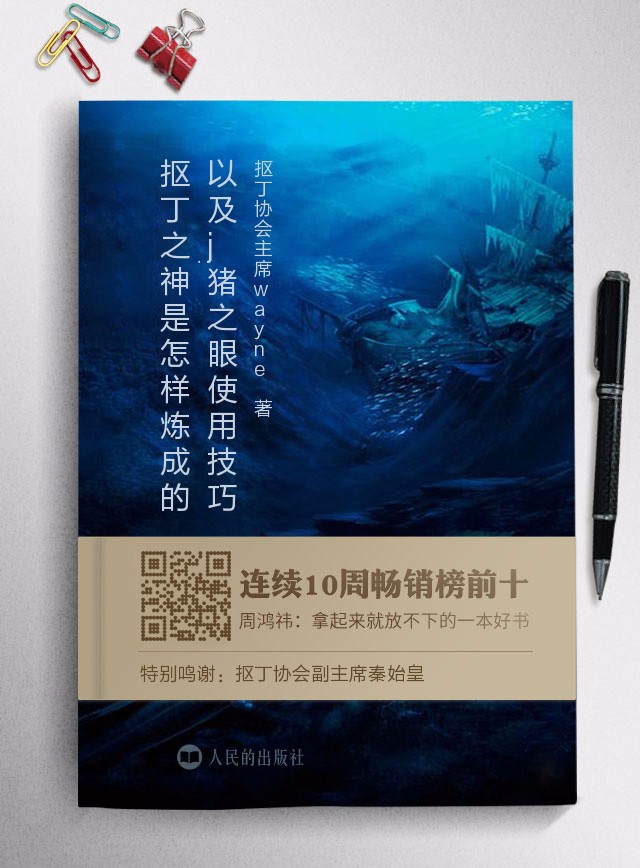 抠丁之神是怎样炼成的
以及j猪之眼使用技巧
抠丁协会主席wayne 著
连续10周畅销榜前十
周鸿祎：拿起来就放不下的一本好书
特别鸣谢：抠丁协会副主席秦始皇
人民的出版社